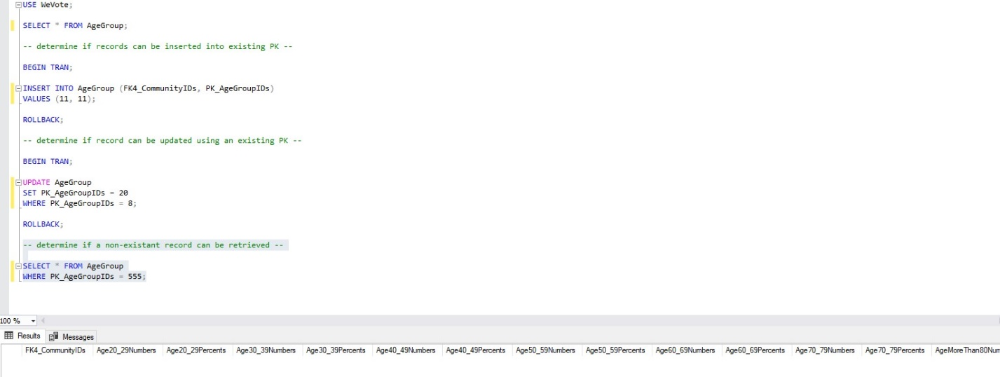 USE WeVote;
SELECT * FROM AgeGroup;
-- determine if records can be inserted into existing PK --
BEGIN TRAN;
INSERT INTO AgeGroup (FK4_CommunityIDs, PK_AgeGroupIDs)
VALUES (11, 11);
ROLLBACK;
-- determine if record can be updated using an existing PK --
BEGIN TRAN;
UPDATE AgeGroup
SET PK_AgeGroupIDs = 20
WHERE PK_AgeGroupIDs = 8;
ROLLBACK;
-- determine if a non-existant record can be retrieved --
SELECT * FROM AgeGroup
WHERE PK_AgeGroupIDs = 555;
100 %
Results Messages
FK4_CommunityIDs Age20_29Numbers Age20_29Percents Age30_39Numbers Age30_39Percents Age40_49Numbers Age40_49Percents Age50_59Numbers Age50_59Percents Age60_69Numbers Age60_69Percents Age70_79Numbers Age70_79Percents AgeMoreThan80Num